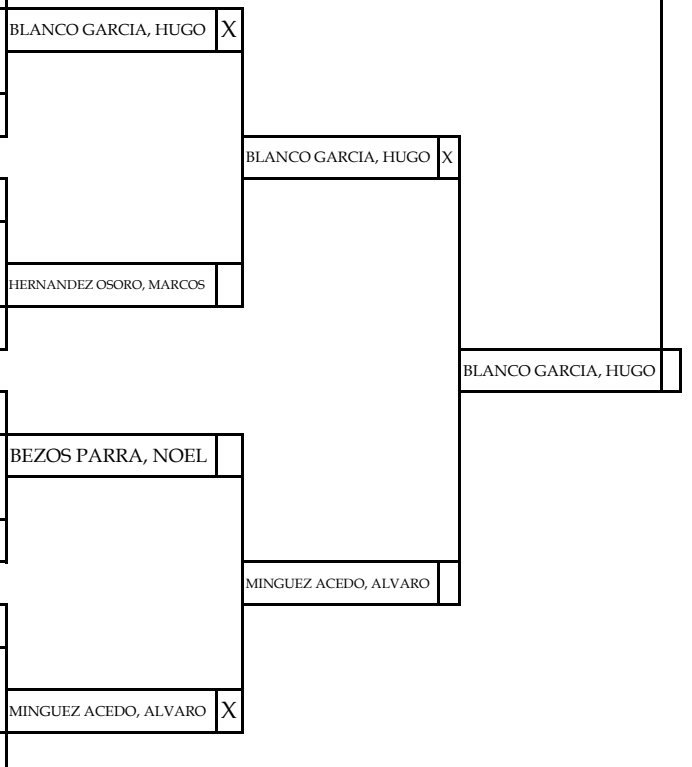 BLANCO GARCIA, HUGO X
BLANCO GARCIA, HUGO X
HERNANDEZ OSORO, MARCOS
BLANCO GARCIA, HUGO
BEZOS PARRA, NOEL
MINGUEZ ACEDO, ALVARO
MINGUEZ ACEDO, ALVARO X